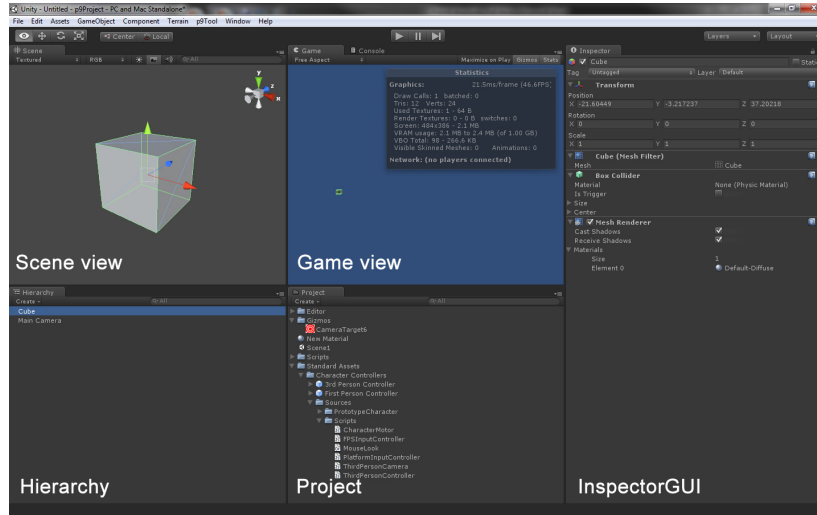 Unity - Untitled - p9Project - PC and Mac Standalone*
File Edit Assets GameObject Component Terrain p9Tool Window Help
Center Local
Layers Layout
Scene
Textured RGB All
y
z x
Scene view
Game Console
Free Aspect Maximize on Play Gizmos Stats
Statistics
Graphics: 21.5ms/frame (46.6FPS)
Draw Calls: 1 batched: 0
Tris: 12 Verts: 24
Used Textures: 1 - 64 B
Render Textures: 0 - 0 B switches: 0
Screen: 484x386 - 2.1 MB
VRAM usage: 2.1 MB to 2.4 MB (of 1.00 GB)
VBO Total: 98 - 266.6 KB
Visible Skinned Meshes: 0 Animations: 0
Network: (no players connected)
Game view
Inspector
Cube Stati
Tag Untagged Layer Default
Transform
Position
X -21.60449 Y -3.217237 Z 37.20218
Rotation
X 0 Y 0 Z 0
Scale
X 1 Y 1 Z 1
Cube (Mesh Filter)
Mesh Cube
Box Collider
Material None (Physic Material)
Is Trigger
Size
Center
Mesh Renderer
Cast Shadows
Receive Shadows
Materials
Size 1
Element 0 Default-Diffuse
InspectorGUI
Hierarchy
Create All
Cube
Main Camera
Hierarchy
Project
Create All
Editor
Gizmos
CameraTarget6
New Material
Scene1
Scripts
Standard Assets
Character Controllers
3rd Person Controller
First Person Controller
Sources
PrototypeCharacter
Scripts
CharacterMotor
FPSInputController
MouseLook
PlatformInputController
ThirdPersonCamera
ThirdPersonController
Project